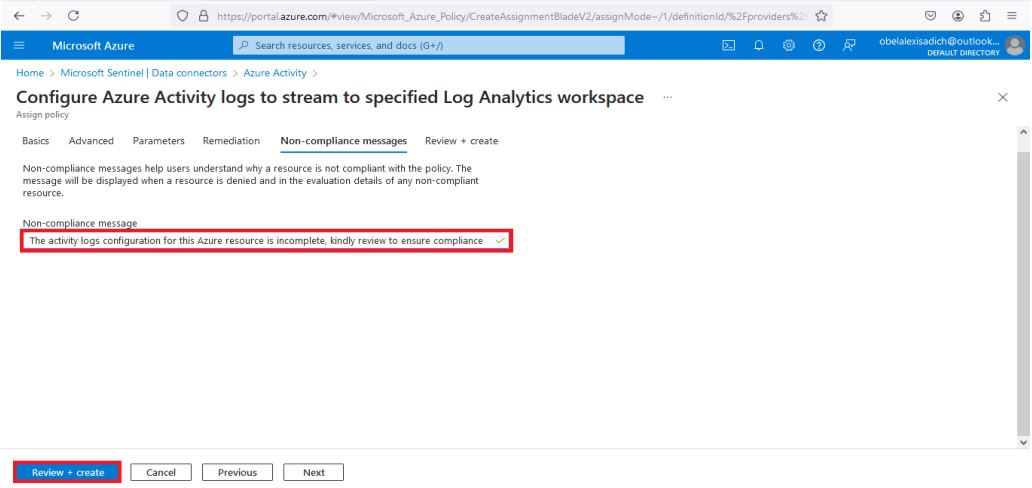 https://portal.azure.com/#view/Microsoft_Azure_Policy/CreateAssignmentBladeV2/assignMode~/1/definitionId/%2Fproviders%2F
Microsoft Azure
Search resources, services, and docs (G+/)
obelalexisadich@outlook...
DEFAULT DIRECTORY
Home > Microsoft Sentinel | Data connectors > Azure Activity >
Configure Azure Activity logs to stream to specified Log Analytics workspace ...
Assign policy
Basics Advanced Parameters Remediation Non-compliance messages Review + create
Non-compliance messages help users understand why a resource is not compliant with the policy. The
message will be displayed when a resource is denied and in the evaluation details of any non-compliant
resource.
Non-compliance message
The activity logs configuration for this Azure resource is incomplete, kindly review to ensure compliance
Review + create Cancel Previous Next